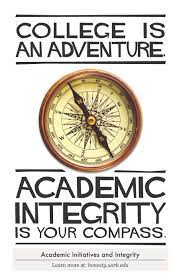 COLLEGE IS
AN ADVENTURE.
ACADEMIC
INTEGRITY
IS YOUR COMPASS.
Academic Initiatives and Integrity